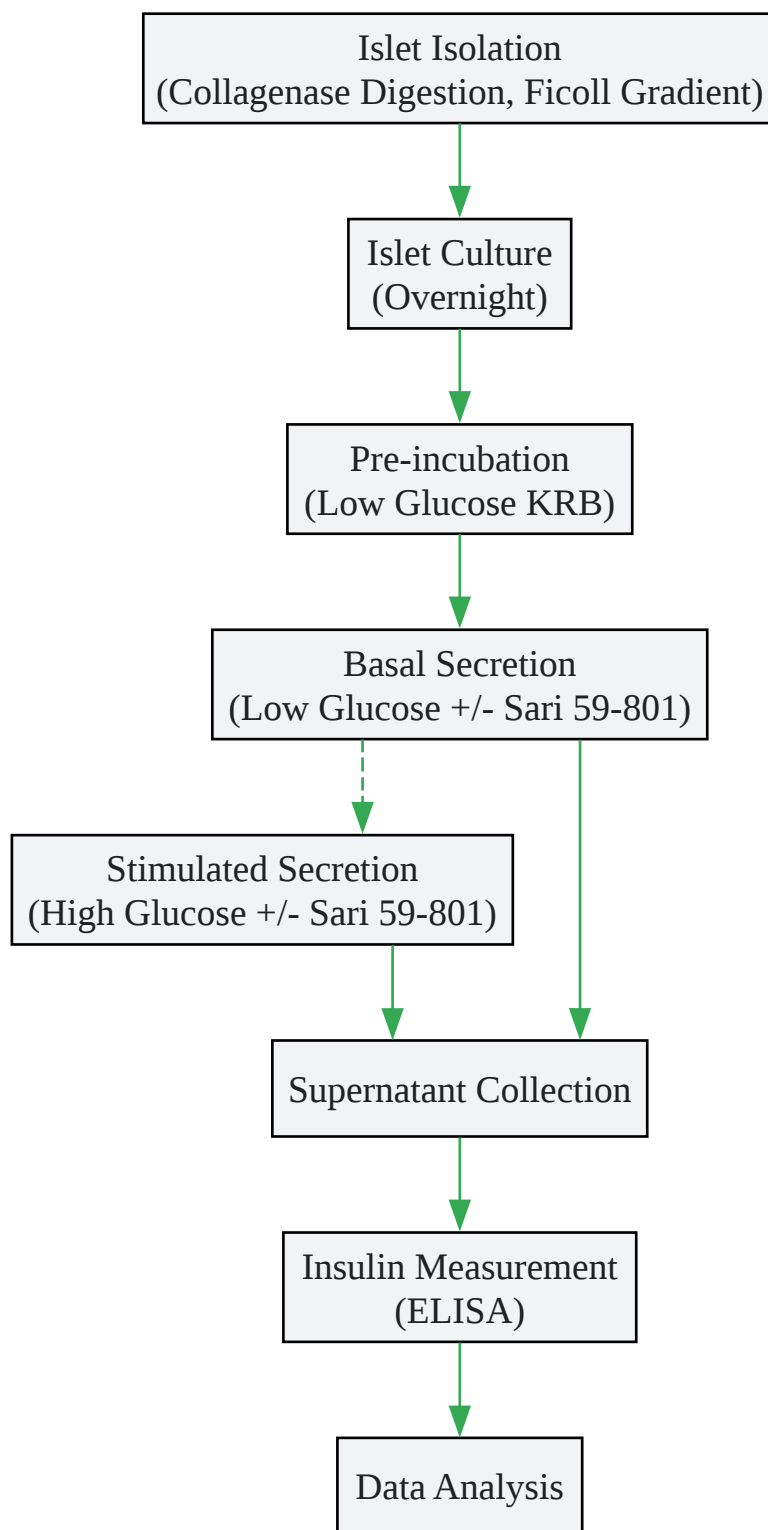 Islet Isolation
(Collagenase Digestion, Ficoll Gradient)
Islet Culture
(Overnight)
Pre-incubation
(Low Glucose KRB)
Basal Secretion
(Low Glucose +/- Sari 59-801)
Stimulated Secretion
(High Glucose +/- Sari 59-801)
Supernatant Collection
Insulin Measurement
(ELISA)
Data Analysis